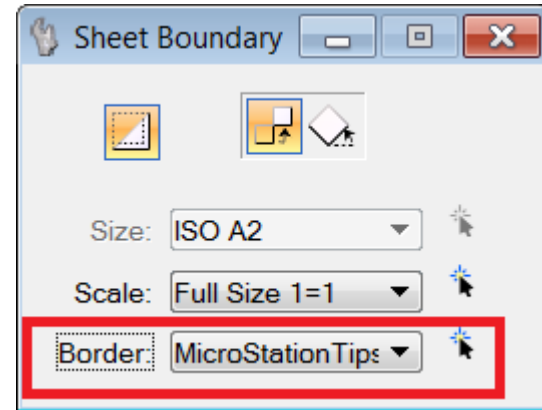 Sheet Boundary
Size: ISO A2
Scale: Full Size 1=1
Border: MicroStationTips